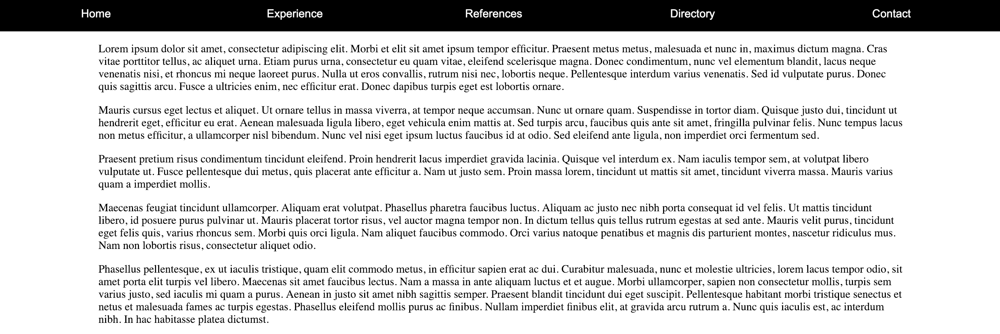 Home Experience References Directory Contact
Lorem ipsum dolor sit amet, consectetur adipiscing elit. Morbi et elit sit amet ipsum tempor efficitur. Praesent metus metus, malesuada et nunc in, maximus dictum magna. Cras
vitae porttitor tellus, ac aliquet urna. Etiam purus urna, consectetur eu quam vitae, eleifend scelerisque magna. Donec condimentum, nunc vel elementum blandit, lacus neque
venenatis nisi, et rhoncus mi neque laoreet purus. Nulla ut eros convallis, rutrum nisi nec, lobortis neque. Pellentesque interdum varius venenatis. Sed id vulputate purus. Donec
quis sagittis arcu. Fusce a ultricies enim, nec efficitur erat. Donec dapibus turpis eget est lobortis ornare.
Mauris cursus eget lectus et aliquet. Ut ornare tellus in massa viverra, at tempor neque accumsan. Nunc ut ornare quam. Suspendisse in tortor diam. Quisque justo dui, tincidunt ut
hendrerit eget, efficitur eu erat. Aenean malesuada ligula libero, eget vehicula enim mattis at. Sed turpis arcu, faucibus quis ante sit amet, fringilla pulvinar felis. Nunc tempus lacus
non metus efficitur, a ullamcorper nisl bibendum. Nunc vel nisi eget ipsum luctus faucibus id at odio. Sed eleifend ante ligula, non imperdiet orci fermentum sed.
Praesent pretium risus condimentum tincidunt eleifend. Proin hendrerit lacus imperdiet gravida lacinia. Quisque vel interdum ex. Nam iaculis tempor sem, at volutpat libero
vulputate ut. Fusce pellentesque dui metus, quis placerat ante efficitur a. Nam ut justo sem. Proin massa lorem, tincidunt ut mattis sit amet, tincidunt viverra massa. Mauris varius
quam a imperdiet mollis.
Maecenas feugiat tincidunt ullamcorper. Aliquam erat volutpat. Phasellus pharetra faucibus luctus. Aliquam ac justo nec nibh porta consequat id vel felis. Ut mattis tincidunt
libero, id posuere purus pulvinar ut. Mauris placerat tortor risus, vel auctor magna tempor non. In dictum tellus quis tellus rutrum egestas at sed ante. Mauris velit purus, tincidunt
eget felis quis, varius rhoncus sem. Morbi quis orci ligula. Nam aliquet faucibus commodo. Orci varius natoque penatibus et magnis dis parturient montes, nascetur ridiculus mus.
Nam non lobortis risus, consectetur aliquet odio.
Phasellus pellentesque, ex ut iaculis tristique, quam elit commodo metus, in efficitur sapien erat ac dui. Curabitur malesuada, nunc et molestie ultricies, lorem lacus tempor odio, sit
amet porta elit turpis vel libero. Maecenas sit amet faucibus lectus. Nam a massa in ante aliquam luctus et et augue. Morbi ullamcorper, sapien non consectetur mollis, turpis sem
varius justo, sed iaculis mi quam a purus. Aenean in justo sit amet nibh sagittis semper. Praesent blandit tincidunt dui eget suscipit. Pellentesque habitant morbi tristique senectus et
netus et malesuada fames ac turpis egestas. Phasellus eleifend mollis purus ac finibus. Nullam imperdiet finibus elit, at gravida arcu rutrum a. Nunc quis iaculis est, ac interdum
nibh. In hac habitasse platea dictumst.